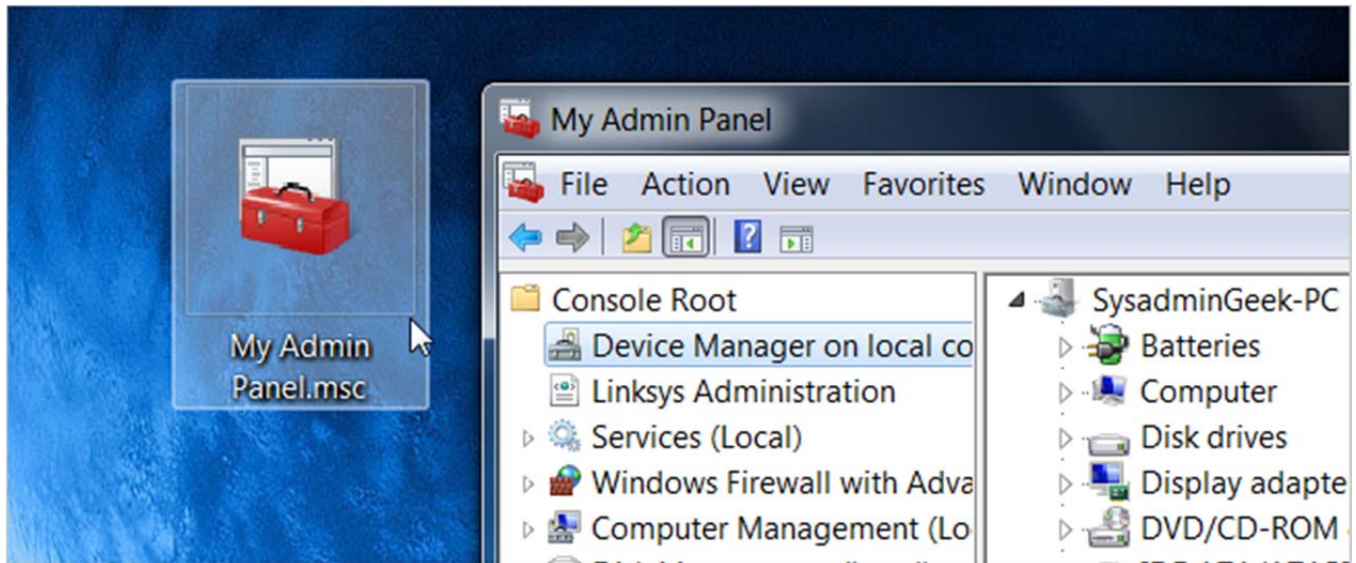 My Admin
Panel.msc
My Admin Panel
File Action View Favorites Window Help
Console Root
Device Manager on local co
Linksys Administration
Services (Local)
Windows Firewall with Adva
Computer Management (Lo
SysadminGeek-PC
Batteries
Computer
Disk drives
Display adapte
DVD/CD-ROM